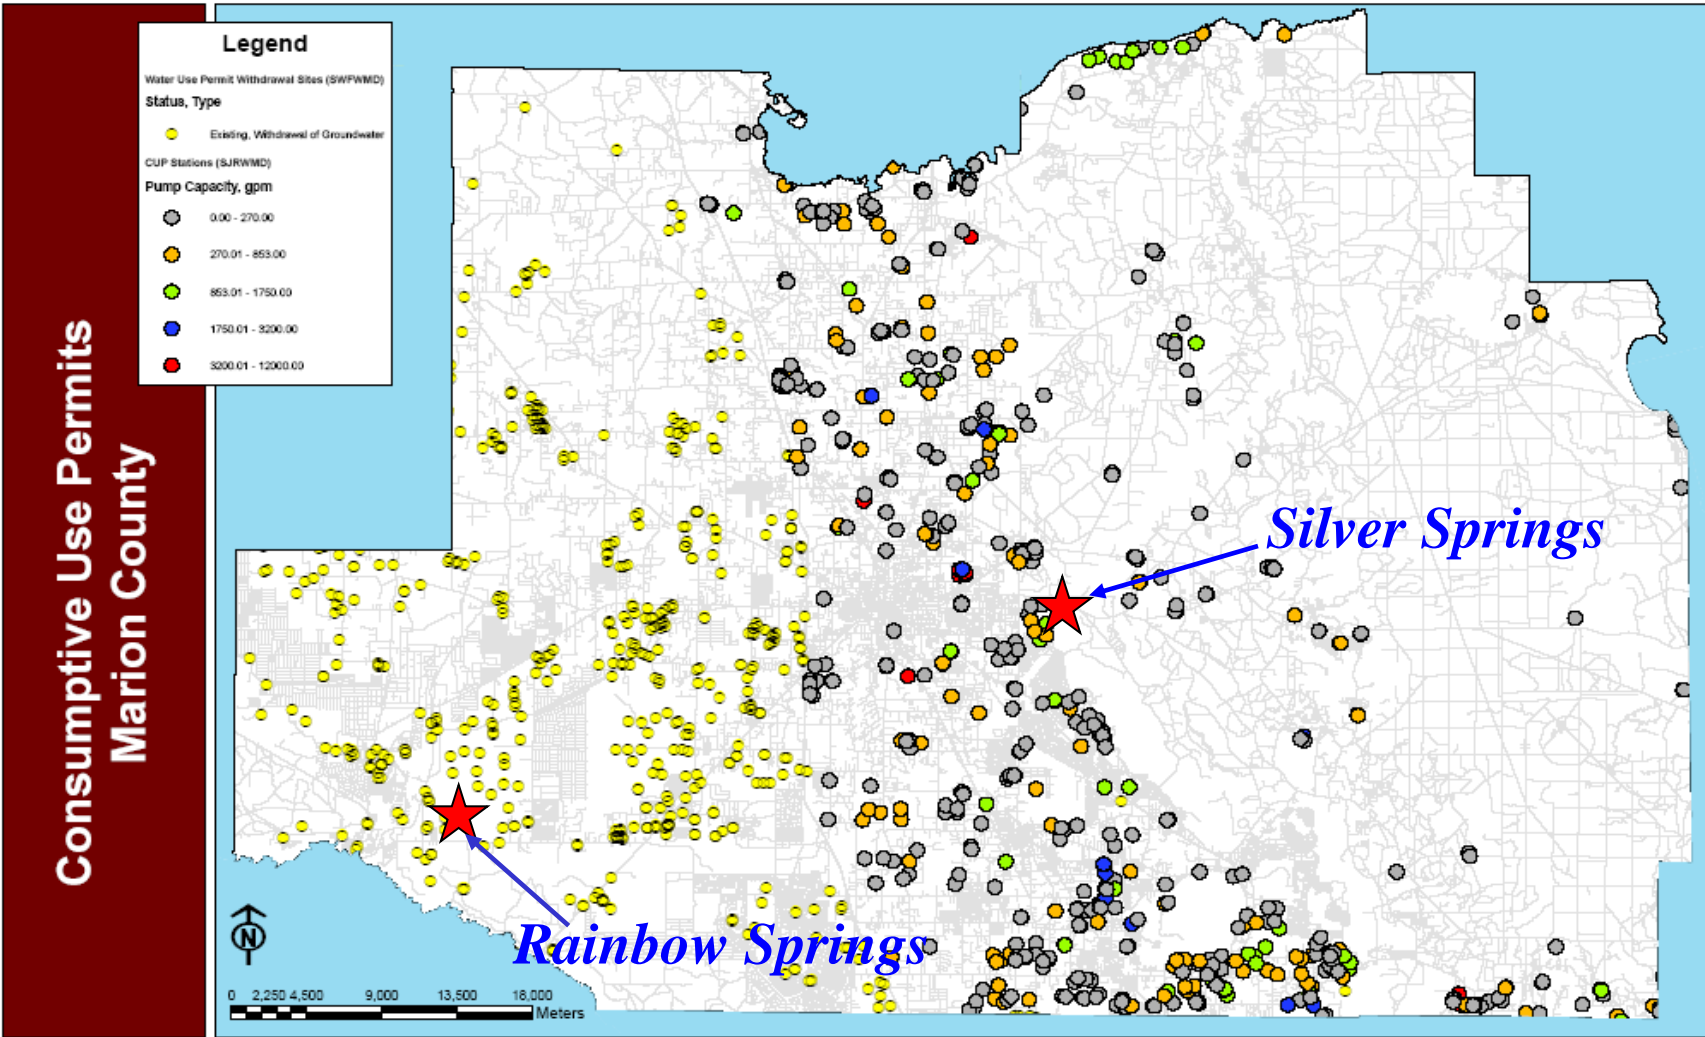 Consumptive Use Permits
Marion County
Legend
Water Use Permit Withdrawal Sites (SWFWMD)
Status, Type
Existing, Withdrawal of Groundwater
CUP Stations (SJRWMD)
Pump Capacity, gpm
0.00 - 270.00
270.01 - 853.00
853.01 - 1750.00
1750.01 - 3200.00
3200.01 - 12000.00
Silver Springs
Rainbow Springs
N
0 2,250 4,500 9,000 13,500 18,000
Meters